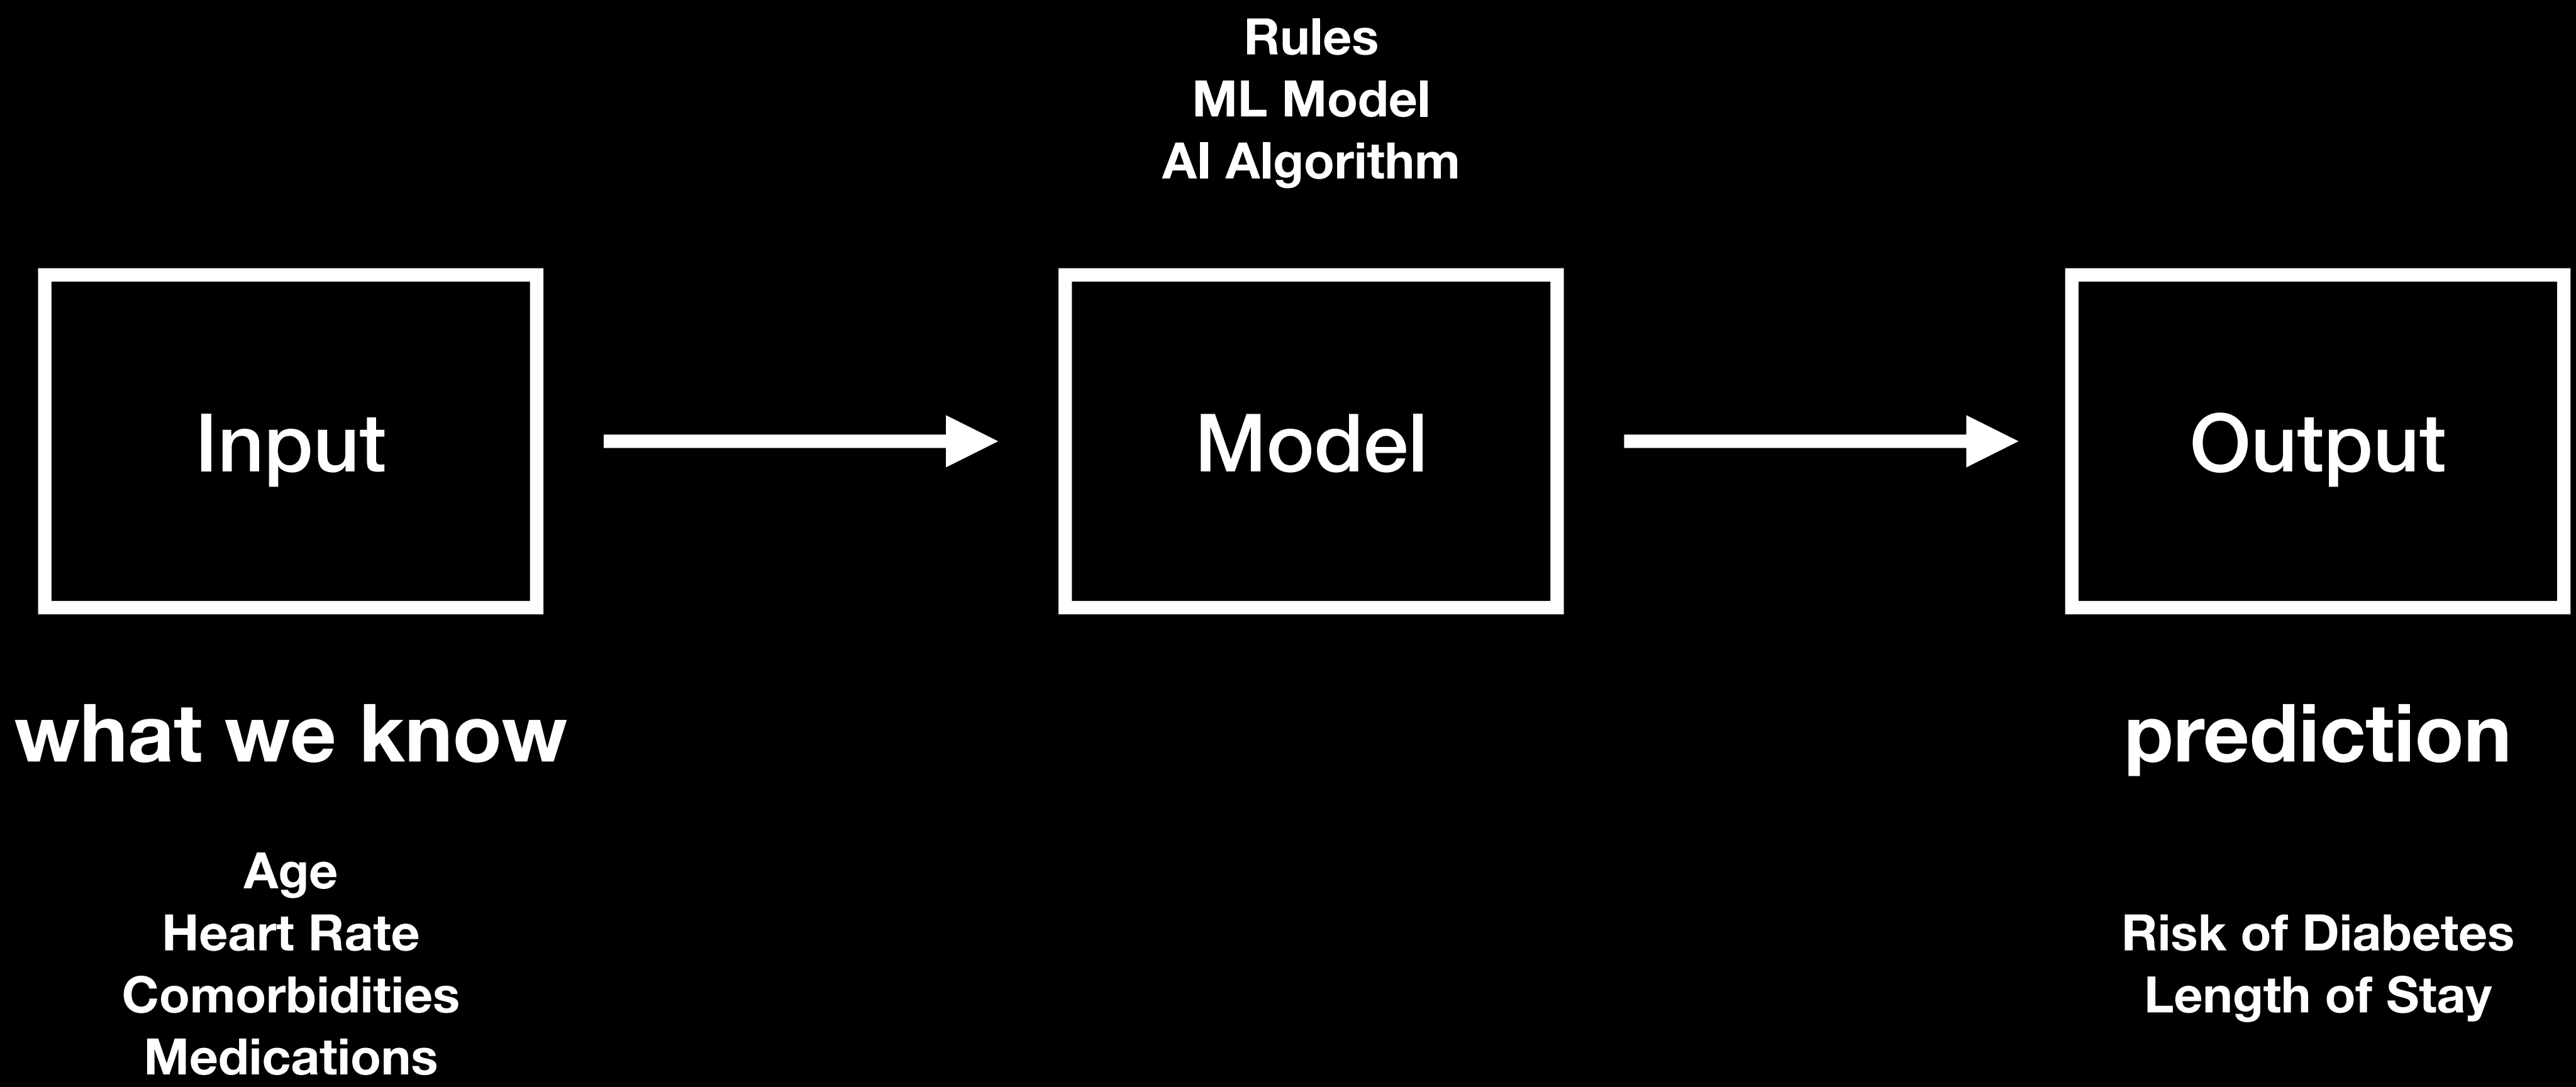 Rules
ML Model
AI Algorithm
Input
Model
Output
what we know
prediction
Age
Heart Rate
Comorbidities
Medications
Risk of Diabetes
Length of Stay